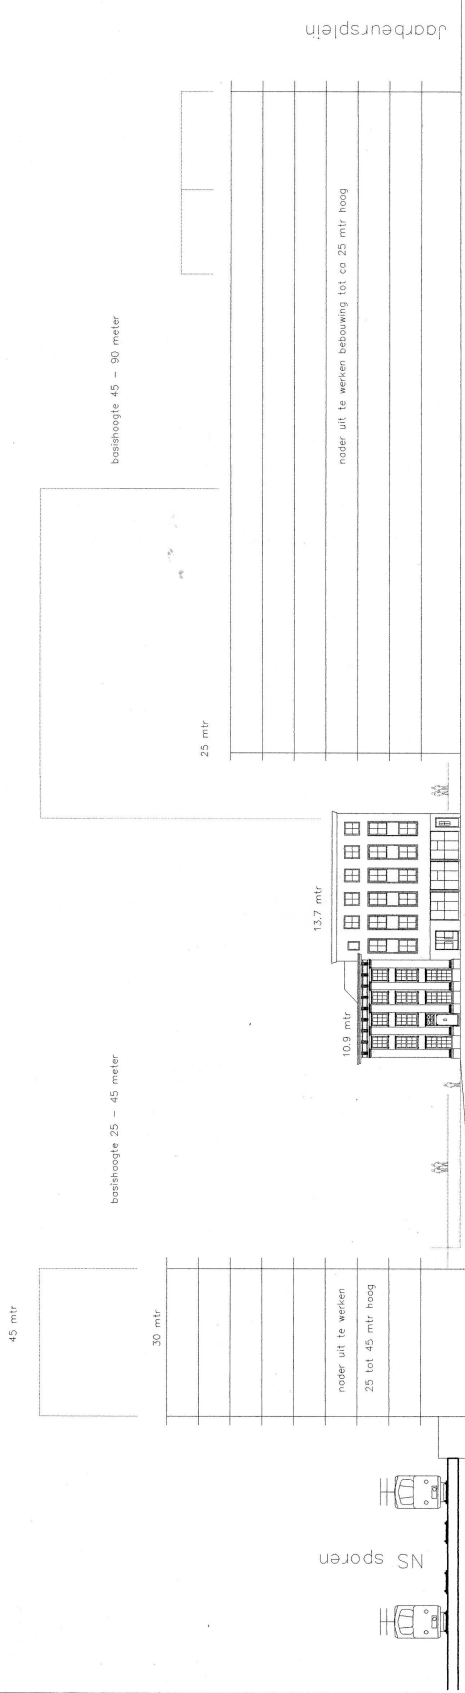 45 mtr
basishoogte 25 - 45 meter
basishoogte 45 - 90 meter
30 mtr
25 mtr
nader uit te werken
25 tot 45 mtr hoog
10.9 mtr
13.7 mtr
nader uit te werken bebouwing tot ca 25 mtr hoog
NS sporen
Jaarbeursplein